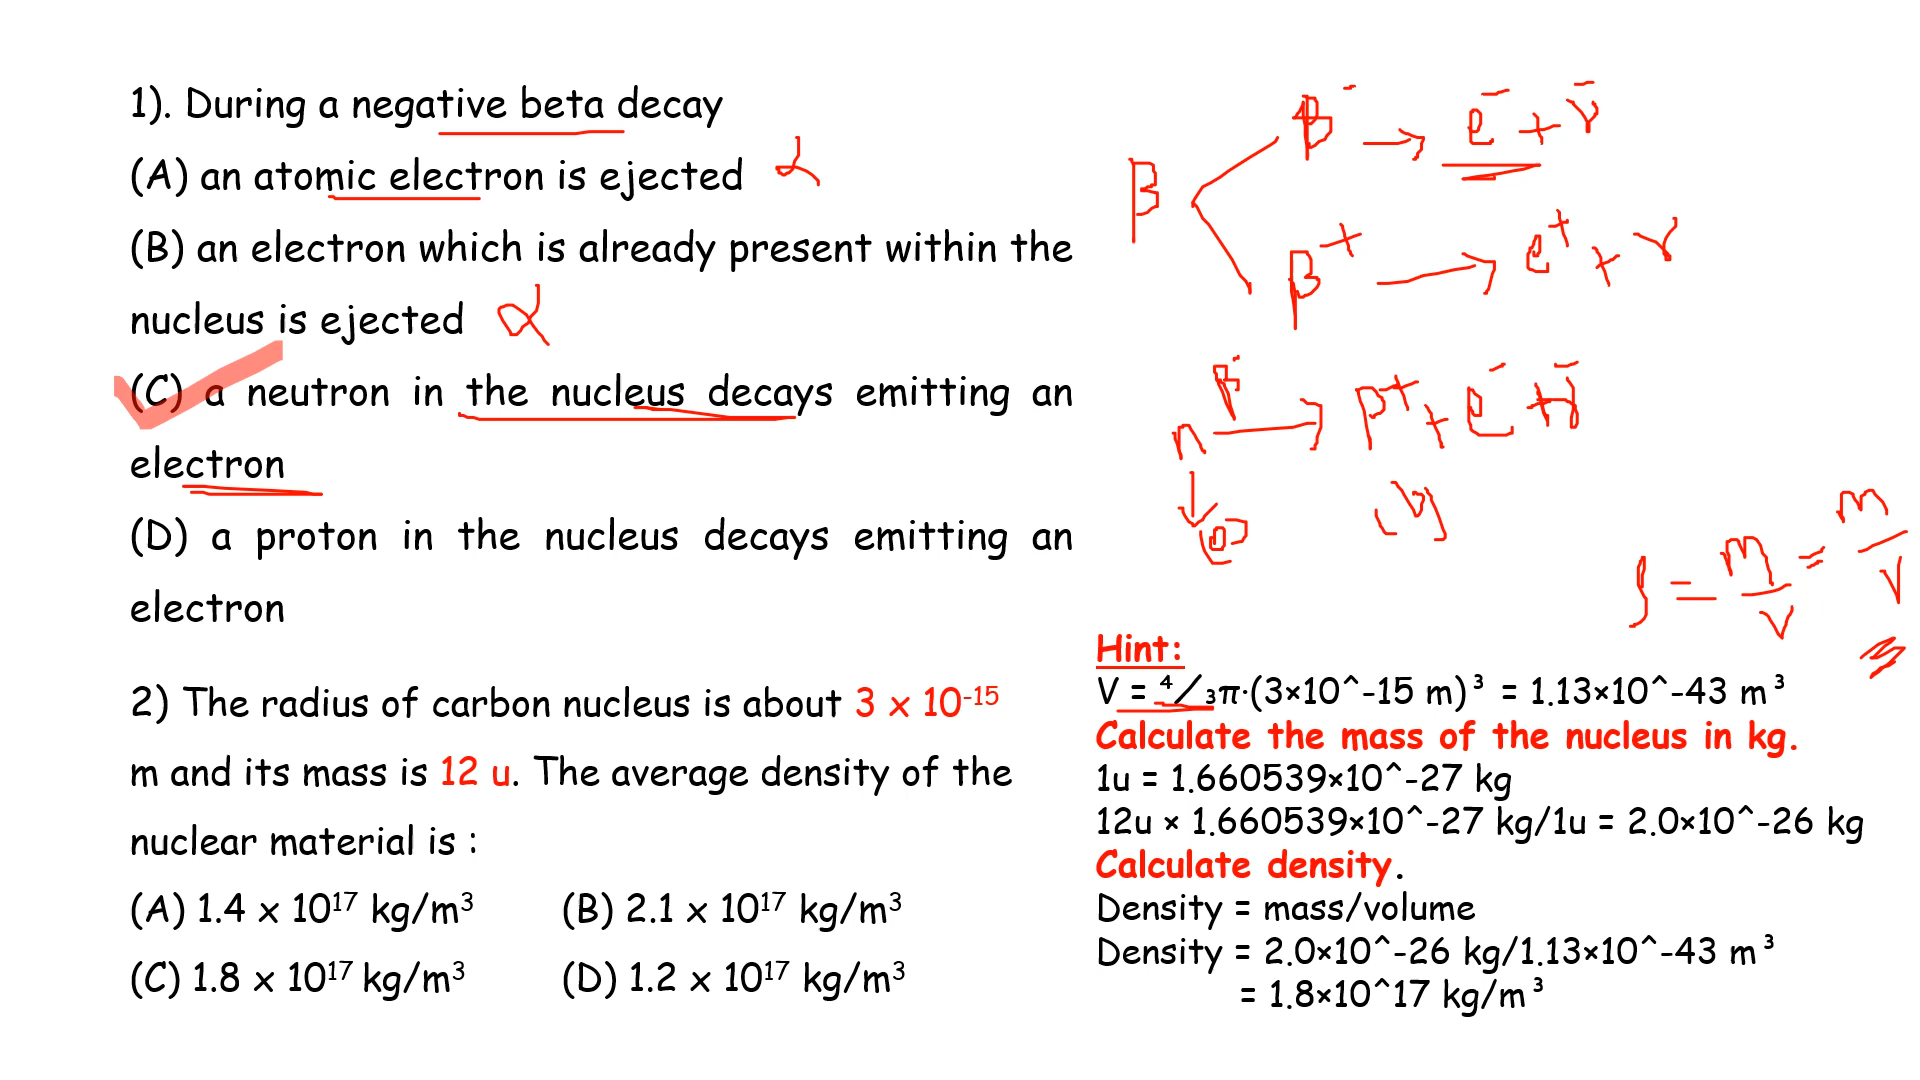 1). During a negative beta decay
(A) an atomic electron is ejected
(B) an electron which is already present within the
nucleus is ejected
(C) a neutron in the nucleus decays emitting an
electron
(D) a proton in the nucleus decays emitting an
electron
2) The radius of carbon nucleus is about 3 x 10⁻¹⁵
m and its mass is 12 u. The average density of the
nuclear material is :
(A) 1.4 x 10¹⁷ kg/m³ (B) 2.1 x 10¹⁷ kg/m³
(C) 1.8 x 10¹⁷ kg/m³ (D) 1.2 x 10¹⁷ kg/m³
β
β⁻ → e⁻ + ν̄
β⁺ → e⁺ + ν
n → p⁺ + e⁻ + ν̄
β⁻
ρ = m/V = m/V
Hint:
V = ⁴⁄₃π·(3×10^-15 m)³ = 1.13×10^-43 m³
Calculate the mass of the nucleus in kg.
1u = 1.660539×10^-27 kg
12u × 1.660539×10^-27 kg/1u = 2.0×10^-26 kg
Calculate density.
Density = mass/volume
Density = 2.0×10^-26 kg/1.13×10^-43 m³
= 1.8×10^17 kg/m³